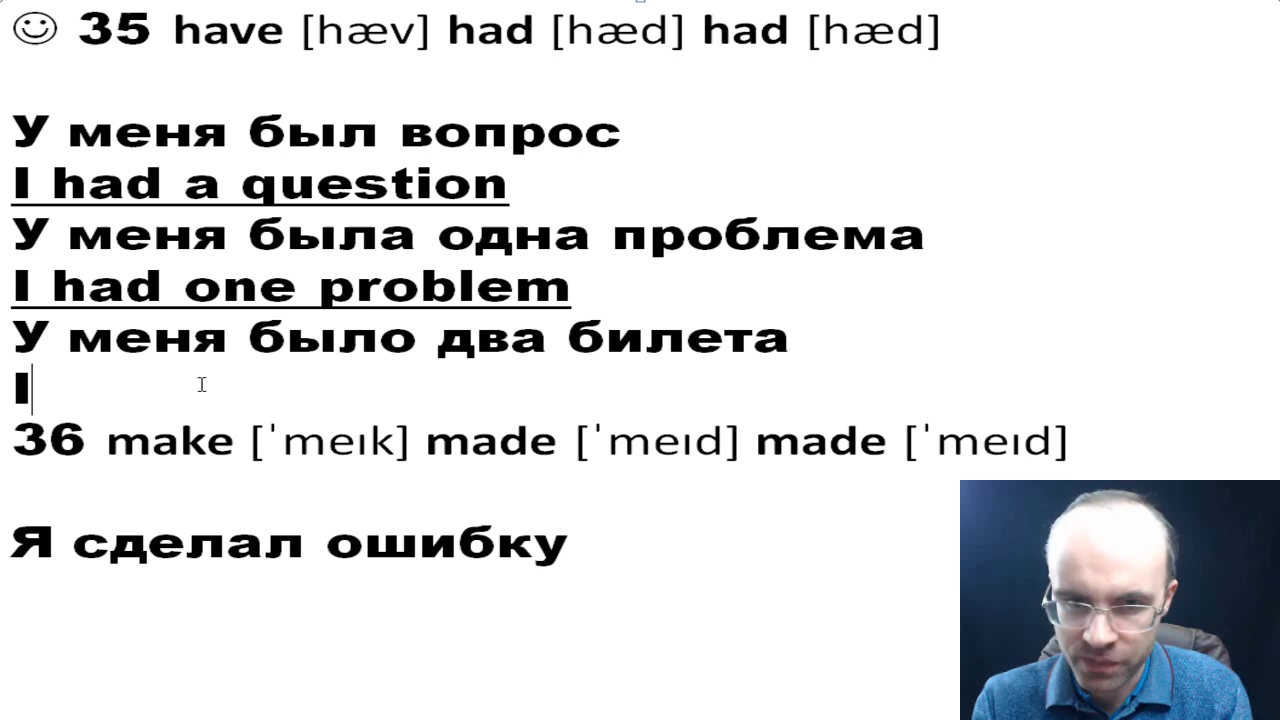 ☺ 35 have [hæv] had [hæd] had [hæd]
У меня был вопрос
I had a question
У меня была одна проблема
I had one problem
У меня было два билета
I
36 make [ˈmeɪk] made [ˈmeɪd] made [ˈmeɪd]
Я сделал ошибку